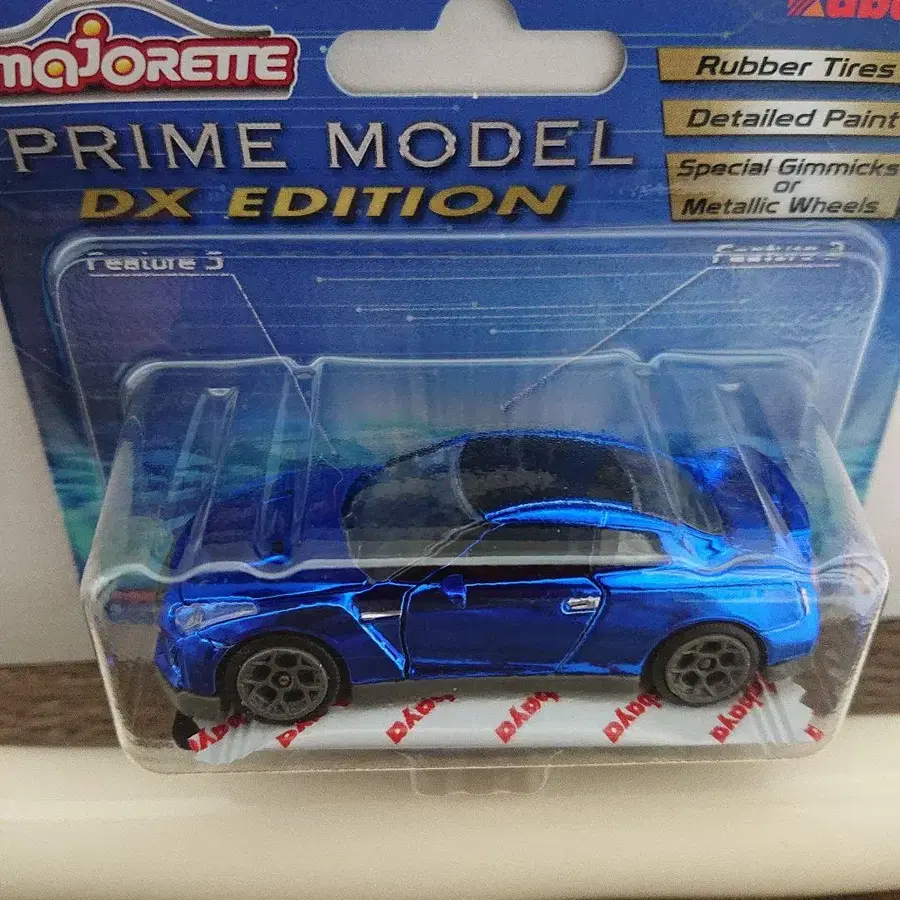 majorette
PRIME MODEL
DX EDITION
Rubber Tires
Detailed Paint
Special Gimmicks
or
Metallic Wheels
Feature 3
Feature 2